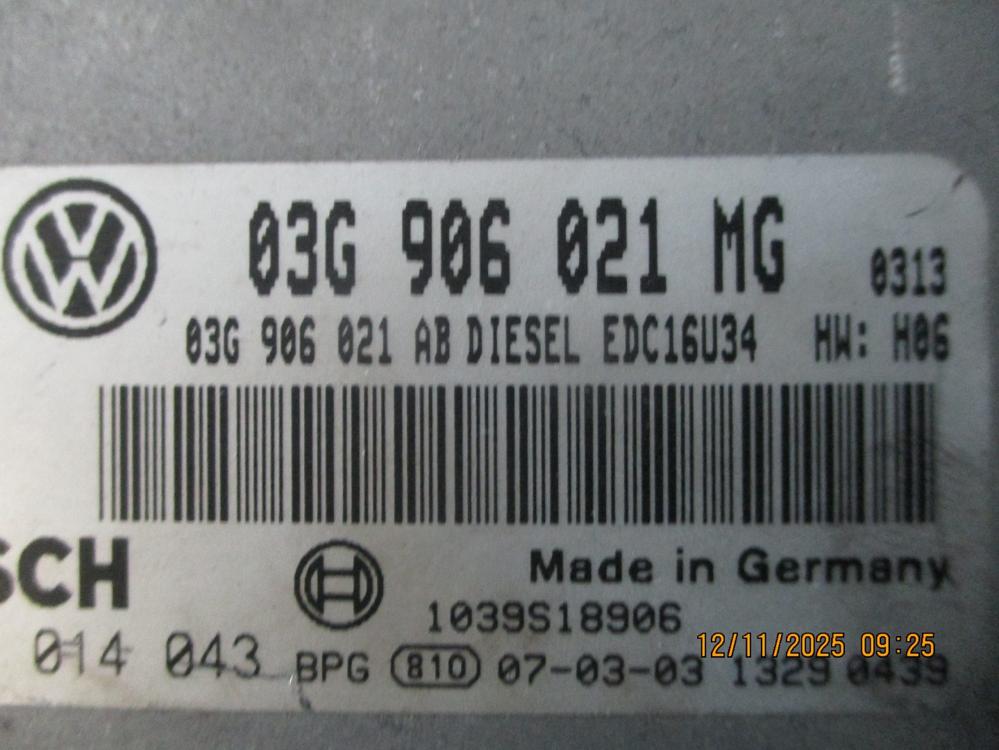 03G 906 021 MG 0313
03G 906 021 AB DIESEL EDC16U34 HW: H06
SCH
Made in Germany
1039S18906
014 043 BPG 810 07-03-03 1329 0439
12/11/2025 09:25